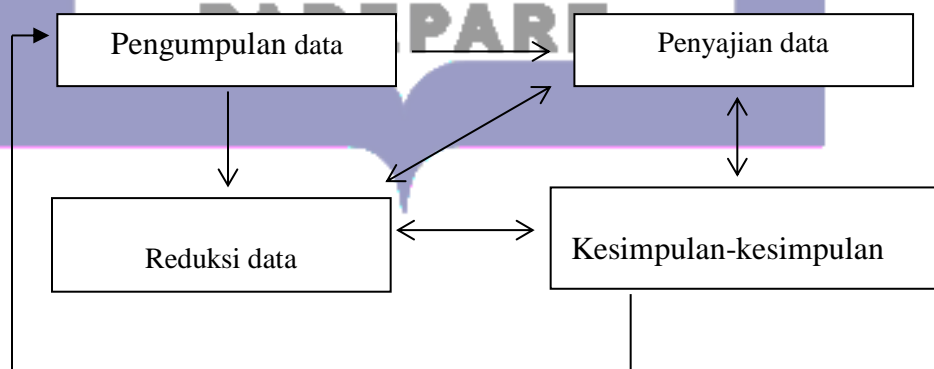 Pengumpulan data
Penyajian data
Reduksi data
Kesimpulan-kesimpulan